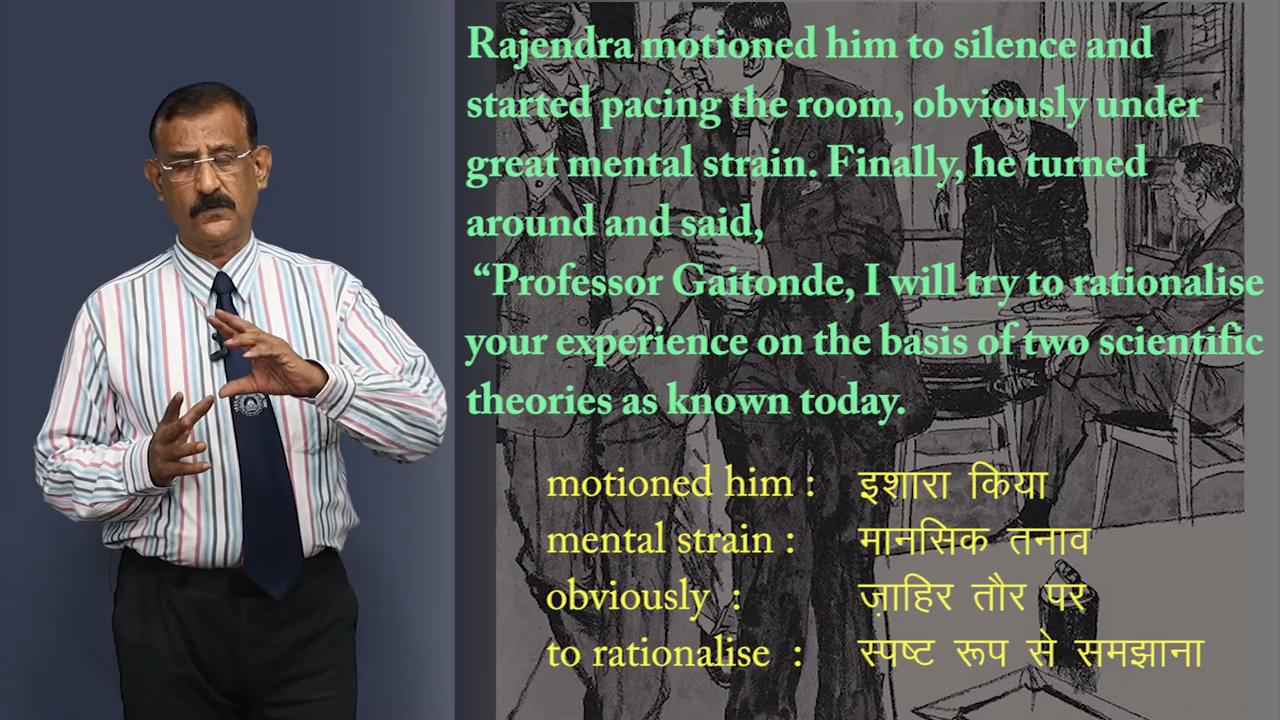 Rajendra motioned him to silence and
started pacing the room, obviously under
great mental strain. Finally, he turned
around and said,
“Professor Gaitonde, I will try to rationalise
your experience on the basis of two scientific
theories as known today.
motioned him : इशारा किया
mental strain : मानसिक तनाव
obviously : ज़ाहिर तौर पर
to rationalise : स्पष्ट रूप से समझाना